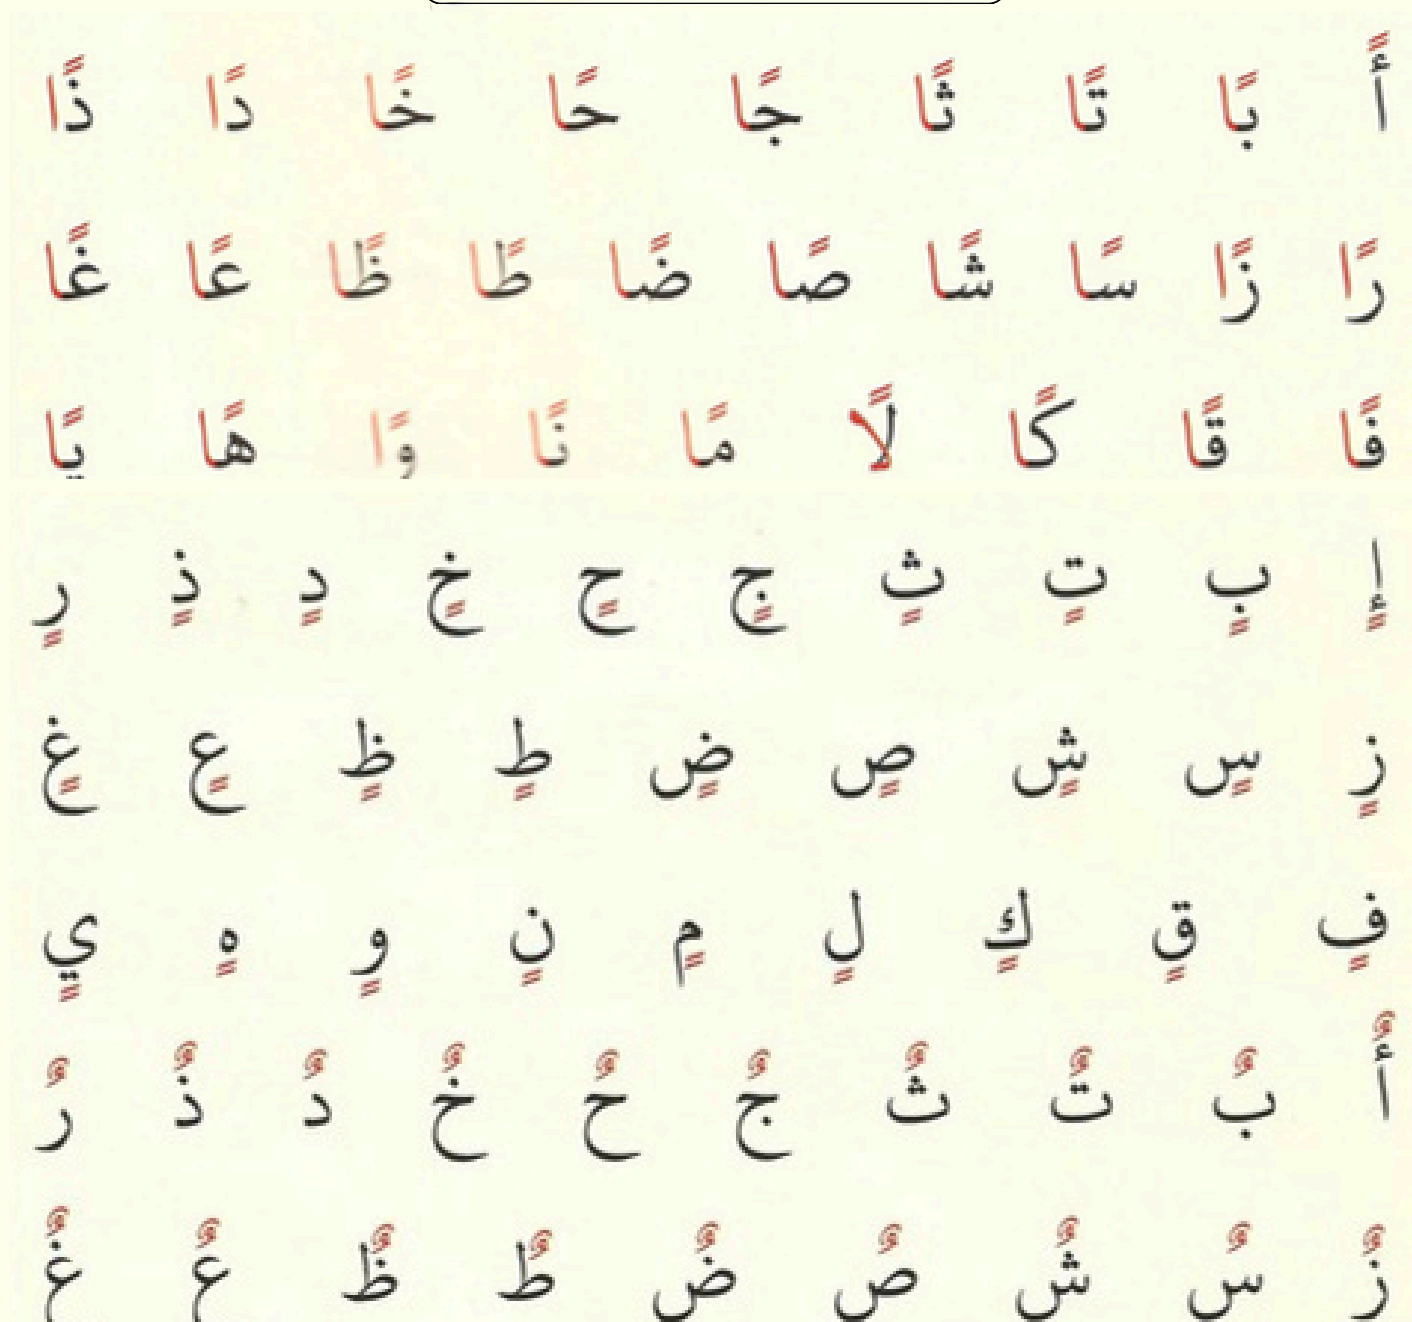 أً بًا تًا ثًا جًا حًا خًا دًا ذًا
رًا زًا سًا شًا صًا ضًا طًا ظًا عًا غًا
فًا قًا كًا لًا مًا نًا وًا هًا يًا
إٍ بٍ تٍ ثٍ جٍ حٍ خٍ دٍ ذٍ رٍ
زٍ سٍ شٍ صٍ ضٍ طٍ ظٍ عٍ غٍ
فٍ قٍ كٍ لٍ مٍ نٍ وٍ هٍ يٍ
أٌ بٌ تٌ ثٌ جٌ حٌ خٌ دٌ ذٌ رٌ
زٌ سٌ شٌ صٌ ضٌ طٌ ظٌ عٌ غٌ